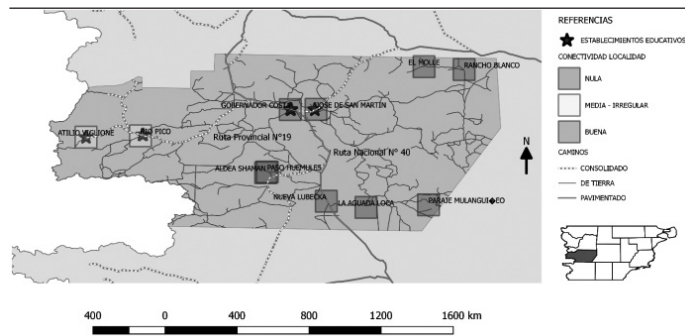 REFERENCIAS
ESTABLECIMIENTOS EDUCATIVOS
CONECTIVIDAD LOCALIDAD
NULA
MEDIA - IRREGULAR
BUENA
CAMINOS
CONSOLIDADO
DE TIERRA
PAVIMENTADO
EL MOLLE
RANCHO BLANCO
GOBERNADOR COSTA
JOSE DE SAN MARTIN
ATILIO VIGLIONE
RIO PICO
Rota Provincial N°19
Ruta Nacional N° 40
ALDEA SHAMAN
PASO HUEMULES
NUEVA LUBECKA
LA AGUADA LOCA
PARAJE MULANGUI�EO
N
400 0 400 800 1200 1600 km